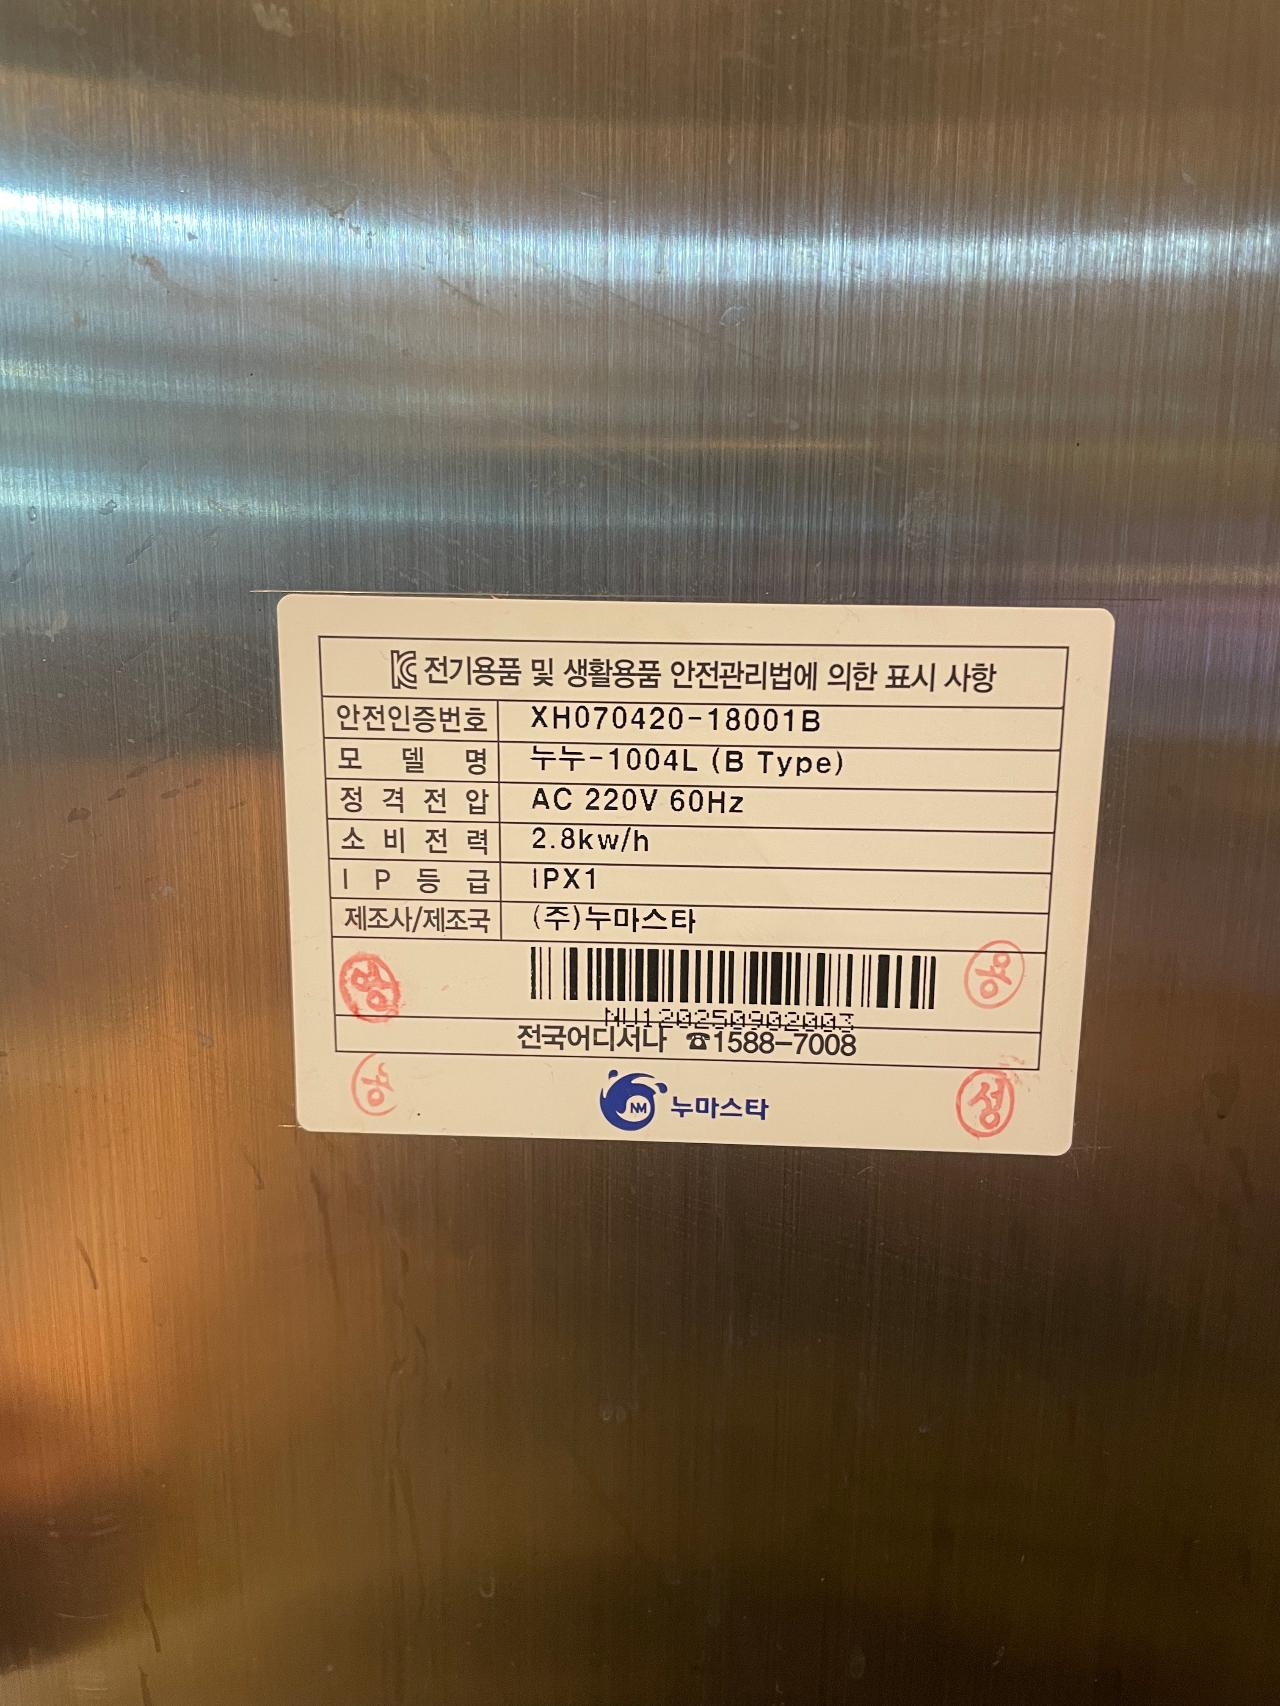 전기용품 및 생활용품 안전관리법에 의한 표시 사항
안전인증번호 XH070420-18001B
모 델 명 누누-1004L (B Type)
정 격 전 압 AC 220V 60Hz
소 비 전 력 2.8kw/h
I P 등 급 IPX1
제조사/제조국 (주)누마스타
NU120250902003
전국어디서나 ☎1588-7008
NM 누마스타
성